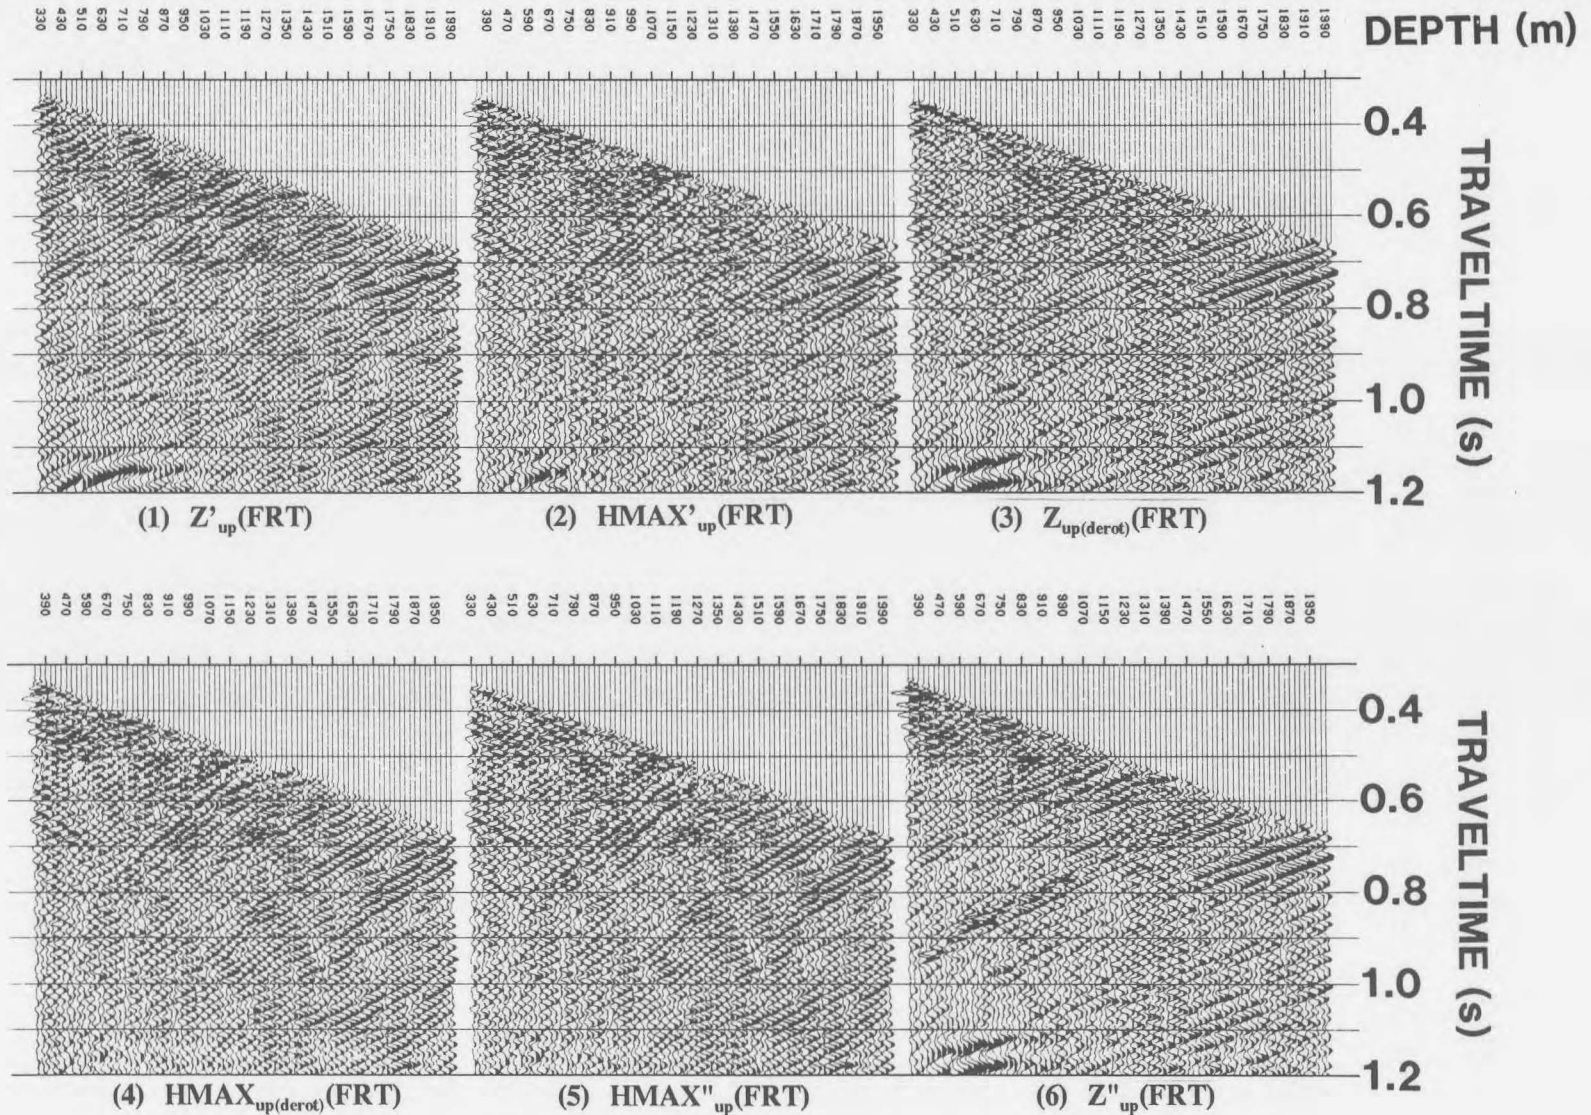 330 430 510 630 710 790 870 950 1030 1110 1190 1270 1350 1430 1510 1590 1670 1750 1830 1910 1990
390 470 590 670 750 830 910 990 1070 1150 1230 1310 1390 1470 1550 1630 1710 1790 1870 1950
330 430 510 630 710 790 870 950 1030 1110 1190 1270 1350 1430 1510 1590 1670 1750 1830 1910 1990
DEPTH (m)
0.4
0.6
0.8
1.0
1.2
TRAVELTIME (s)
(1) Z'up(FRT)
(2) HMAX'up(FRT)
(3) Zup(derot)(FRT)
390 470 590 670 750 830 910 990 1070 1150 1230 1310 1390 1470 1550 1630 1710 1790 1870 1950
330 430 510 630 710 790 870 950 1030 1110 1190 1270 1350 1430 1510 1590 1670 1750 1830 1910 1990
390 470 590 670 750 830 910 990 1070 1150 1230 1310 1390 1470 1550 1630 1710 1790 1870 1950
0.4
0.6
0.8
1.0
1.2
TRAVELTIME (s)
(4) HMAXup(derot)(FRT)
(5) HMAX"up(FRT)
(6) Z"up(FRT)